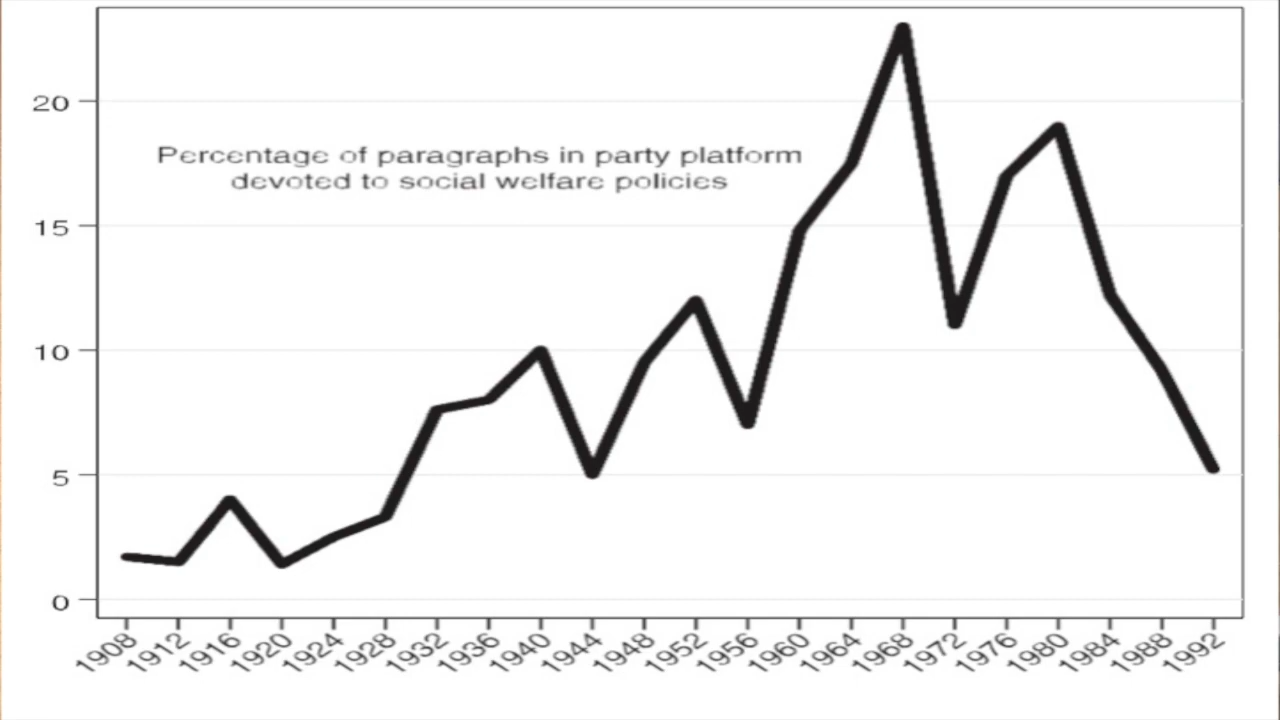 20
Percentage of paragraphs in party platform
devoted to social welfare policies
15
10
5
0
1908 1912 1916 1920 1924 1928 1932 1936 1940 1944 1948 1952 1956 1960 1964 1968 1972 1976 1980 1984 1988 1992